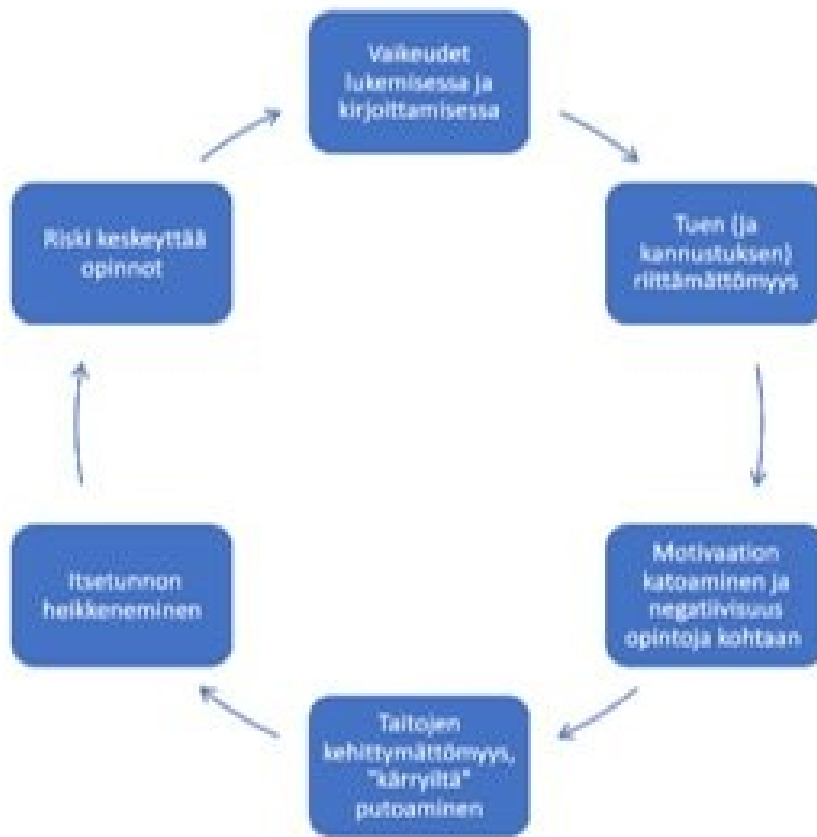 Vaikeudet
lukemisessa ja
kirjoittamisessa
Tuen (ja
kannustuksen)
riittämättömyys
Motivaation
katoaminen ja
negatiivisuus
opintoja kohtaan
Taitojen
kehittymättömyys,
"kärryiltä"
putoaminen
Itsetunnon
heikkeneminen
Riski keskeyttää
opinnot